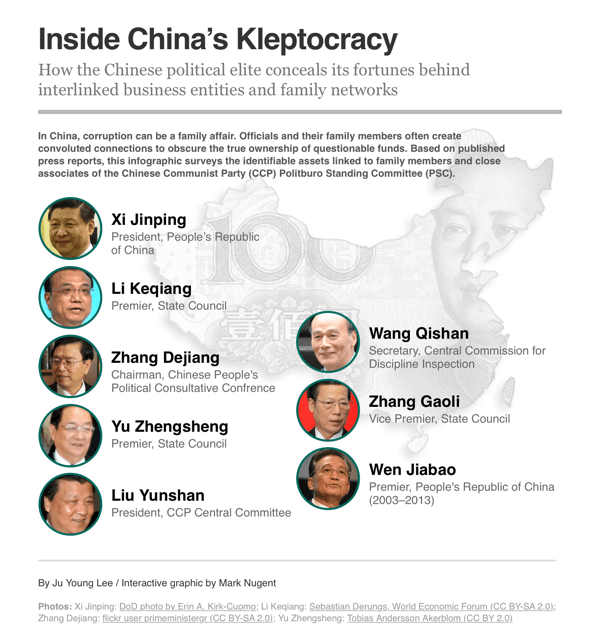 Inside China’s Kleptocracy
How the Chinese political elite conceals its fortunes behind
interlinked business entities and family networks
In China, corruption can be a family affair. Officials and their family members often create
convoluted connections to obscure the true ownership of questionable funds. Based on published
press reports, this infographic surveys the identifiable assets linked to family members and close
associates of the Chinese Communist Party (CCP) Politburo Standing Committee (PSC).
100
壹佰圆
Xi Jinping
President, People’s Republic
of China
Li Keqiang
Premier, State Council
Zhang Dejiang
Chairman, Chinese People's
Political Consultative Confrence
Yu Zhengsheng
Premier, State Council
Liu Yunshan
President, CCP Central Committee
Wang Qishan
Secretary, Central Commission for
Discipline Inspection
Zhang Gaoli
Vice Premier, State Council
Wen Jiabao
Premier, People's Republic of China
(2003–2013)
By Ju Young Lee / Interactive graphic by Mark Nugent
Photos: Xi Jinping: DoD photo by Erin A. Kirk-Cuomo; Li Keqiang: Sebastian Derungs, World Economic Forum (CC BY-SA 2.0);
Zhang Dejiang: flickr user primeministergr (CC BY-SA 2.0); Yu Zhengsheng: Tobias Andersson Akerblom (CC BY 2.0)